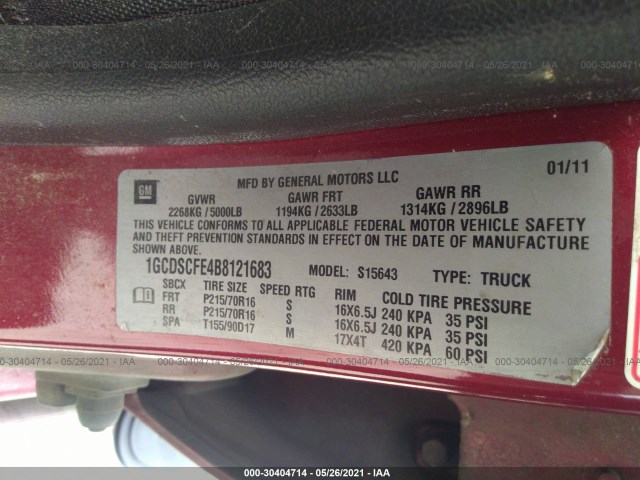 000-30404714 - 05/26/2021 - IAA
GM
MFD BY GENERAL MOTORS LLC
01/11
GVWR GAWR FRT GAWR RR
2268KG / 5000LB 1194KG / 2633LB 1314KG / 2896LB
THIS VEHICLE CONFORMS TO ALL APPLICABLE FEDERAL MOTOR VEHICLE SAFETY
AND THEFT PREVENTION STANDARDS IN EFFECT ON THE DATE OF MANUFACTURE
SHOWN ABOVE.
1GCDSCFE4B8121683 MODEL: S15643 TYPE: TRUCK
SBCX TIRE SIZE SPEED RTG RIM COLD TIRE PRESSURE
FRT P215/70R16 S 16X6.5J 240 KPA 35 PSI
RR P215/70R16 S 16X6.5J 240 KPA 35 PSI
SPA T155/90D17 M 17X4T 420 KPA 60 PSI
000-30404714 - 05/26/2021 - IAA